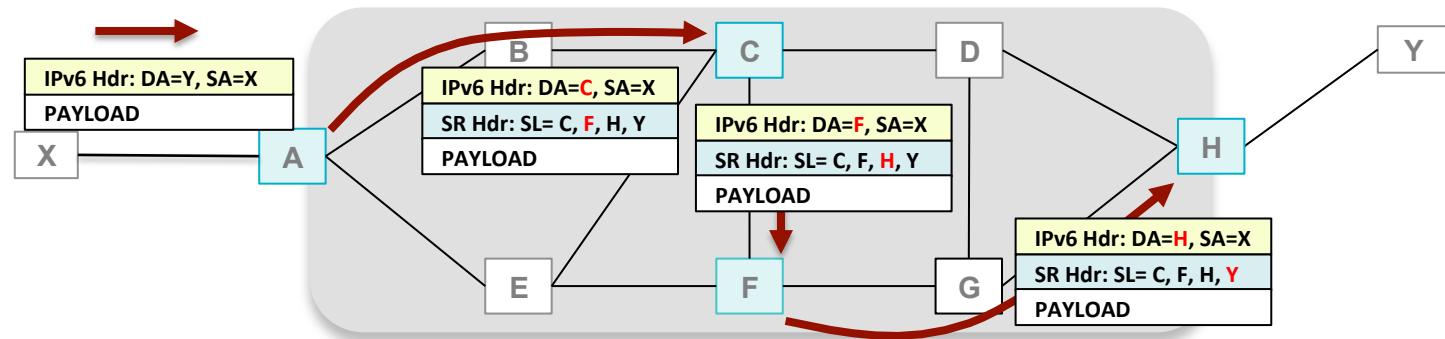 B
C
D
Y
IPv6 Hdr: DA=Y, SA=X
PAYLOAD
IPv6 Hdr: DA=C, SA=X
SR Hdr: SL= C, F, H, Y
PAYLOAD
IPv6 Hdr: DA=F, SA=X
SR Hdr: SL= C, F, H, Y
PAYLOAD
X
A
H
IPv6 Hdr: DA=H, SA=X
SR Hdr: SL= C, F, H, Y
PAYLOAD
E
F
G